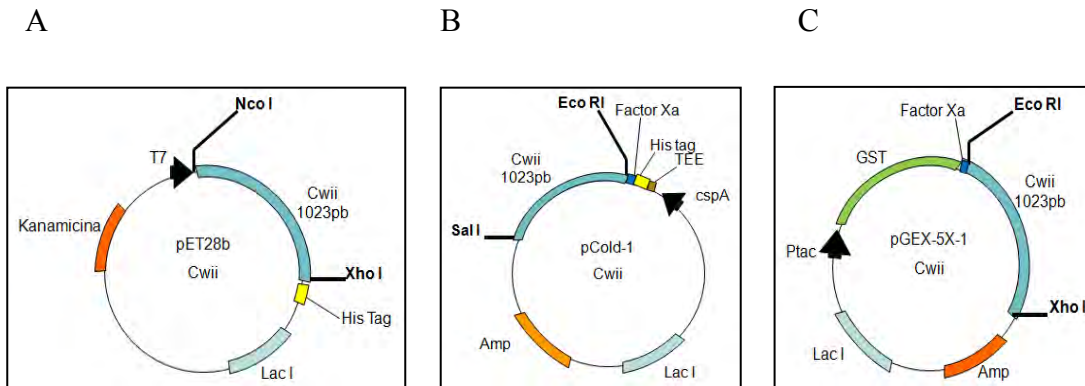 A
B
C
Nco I
T7
Cwii
1023pb
Kanamicina
pET28b
Cwii
Xho I
His Tag
Lac I
Eco RI
Factor Xa
His tag
TEE
Cwii
1023pb
cspA
Sal I
pCold-1
Cwii
Amp
Lac I
Factor Xa
Eco RI
GST
Cwii
1023pb
Ptac
pGEX-5X-1
Cwii
Xho I
Lac I
Amp